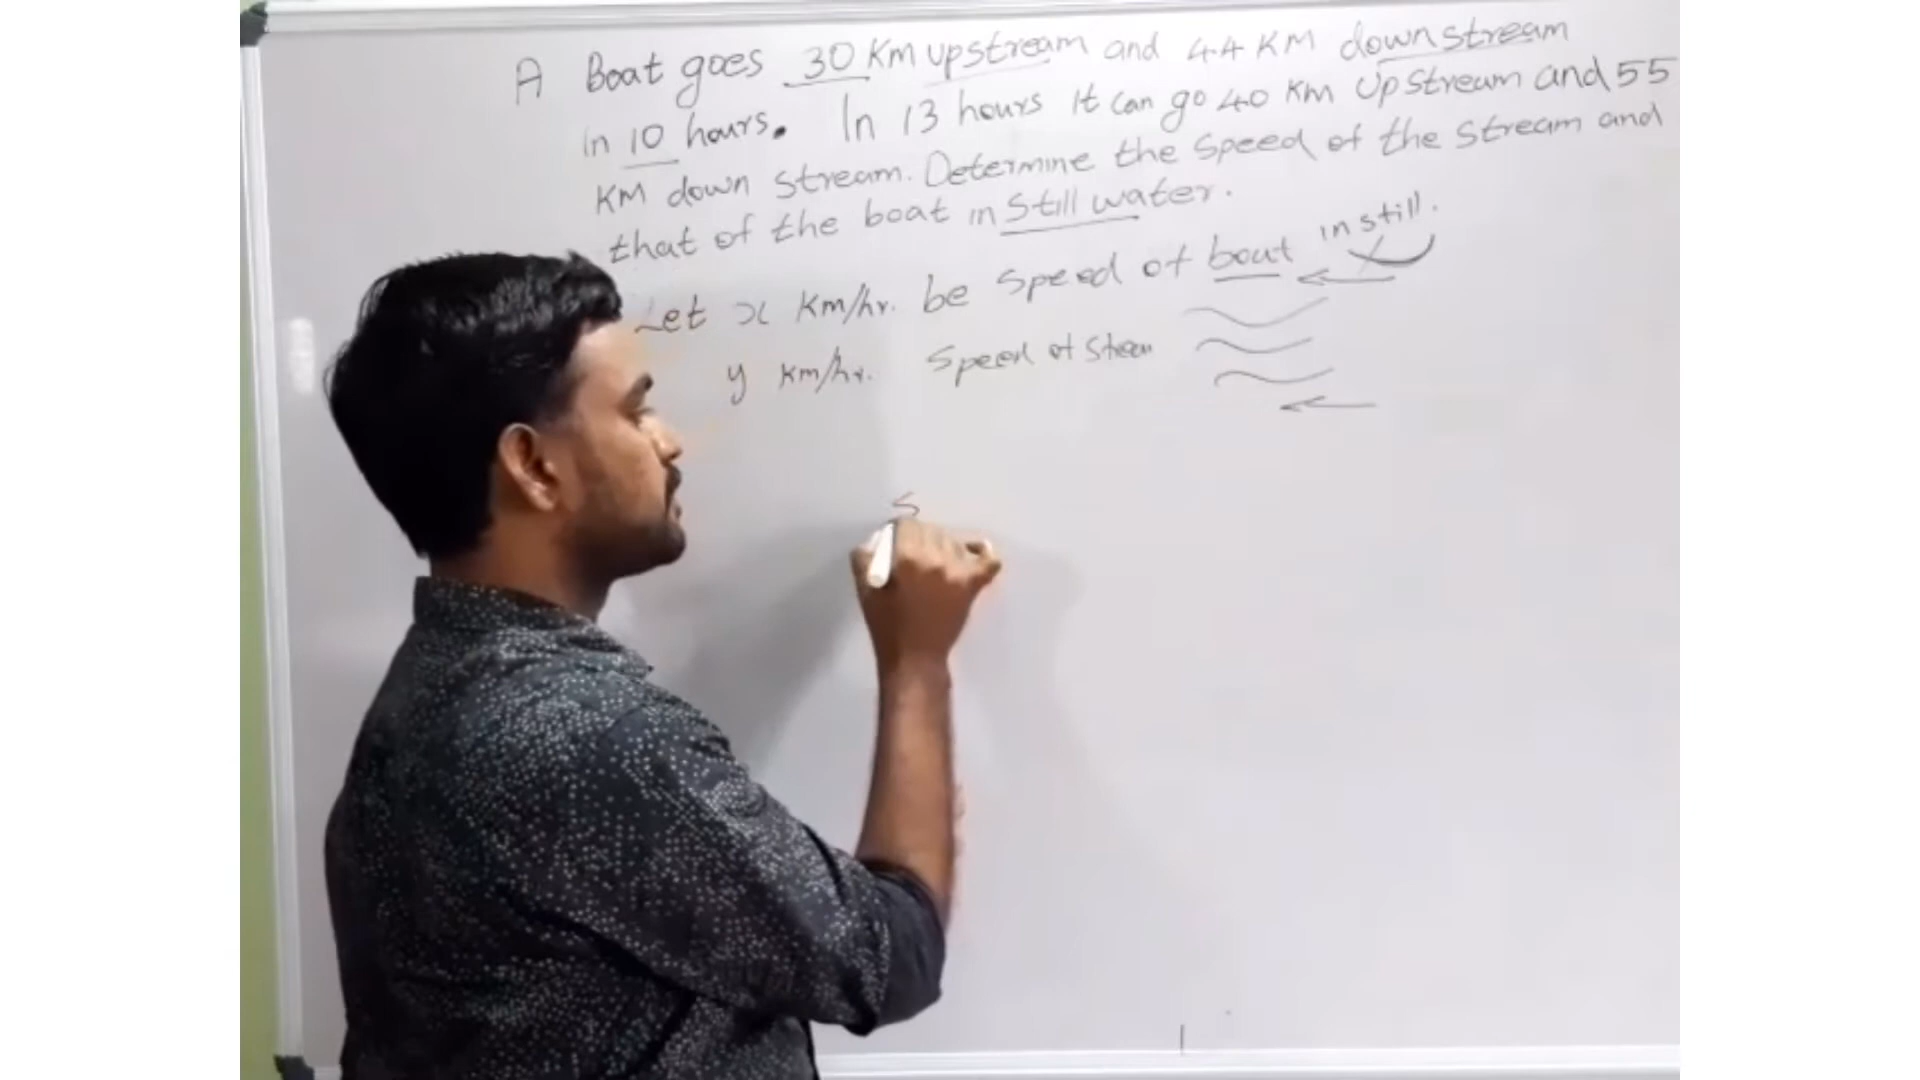 A Boat goes 30 Km upstream and 44 KM downstream
in 10 hours. In 13 hours It can go 40 KM Upstream and 55
KM down stream. Determine the speed of the stream and
that of the boat in still water.
Let x Km/hr. be speed of boat in still.
y km/hr. Speed of Stream
S